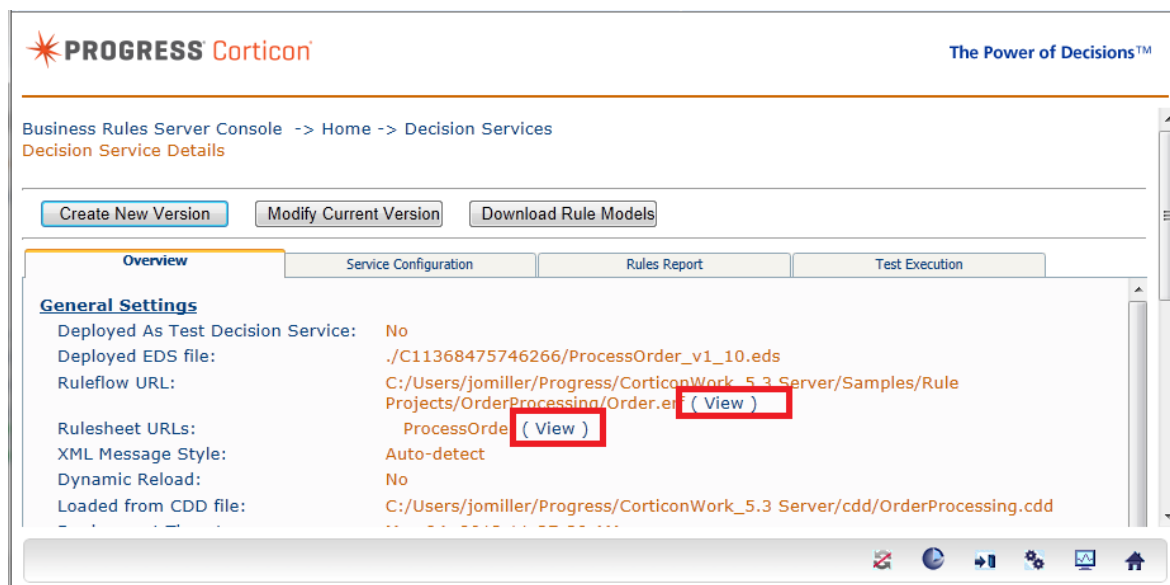 PROGRESS Corticon
The Power of Decisions™
Business Rules Server Console -> Home -> Decision Services
Decision Service Details
Create New Version Modify Current Version Download Rule Models
Overview Service Configuration Rules Report Test Execution
General Settings
Deployed As Test Decision Service: No
Deployed EDS file: ./C11368475746266/ProcessOrder_v1_10.eds
Ruleflow URL: C:/Users/jomiller/Progress/CorticonWork_5.3 Server/Samples/Rule
Projects/OrderProcessing/Order.erf ( View )
Rulesheet URLs: ProcessOrder ( View )
XML Message Style: Auto-detect
Dynamic Reload: No
Loaded from CDD file: C:/Users/jomiller/Progress/CorticonWork_5.3 Server/cdd/OrderProcessing.cdd